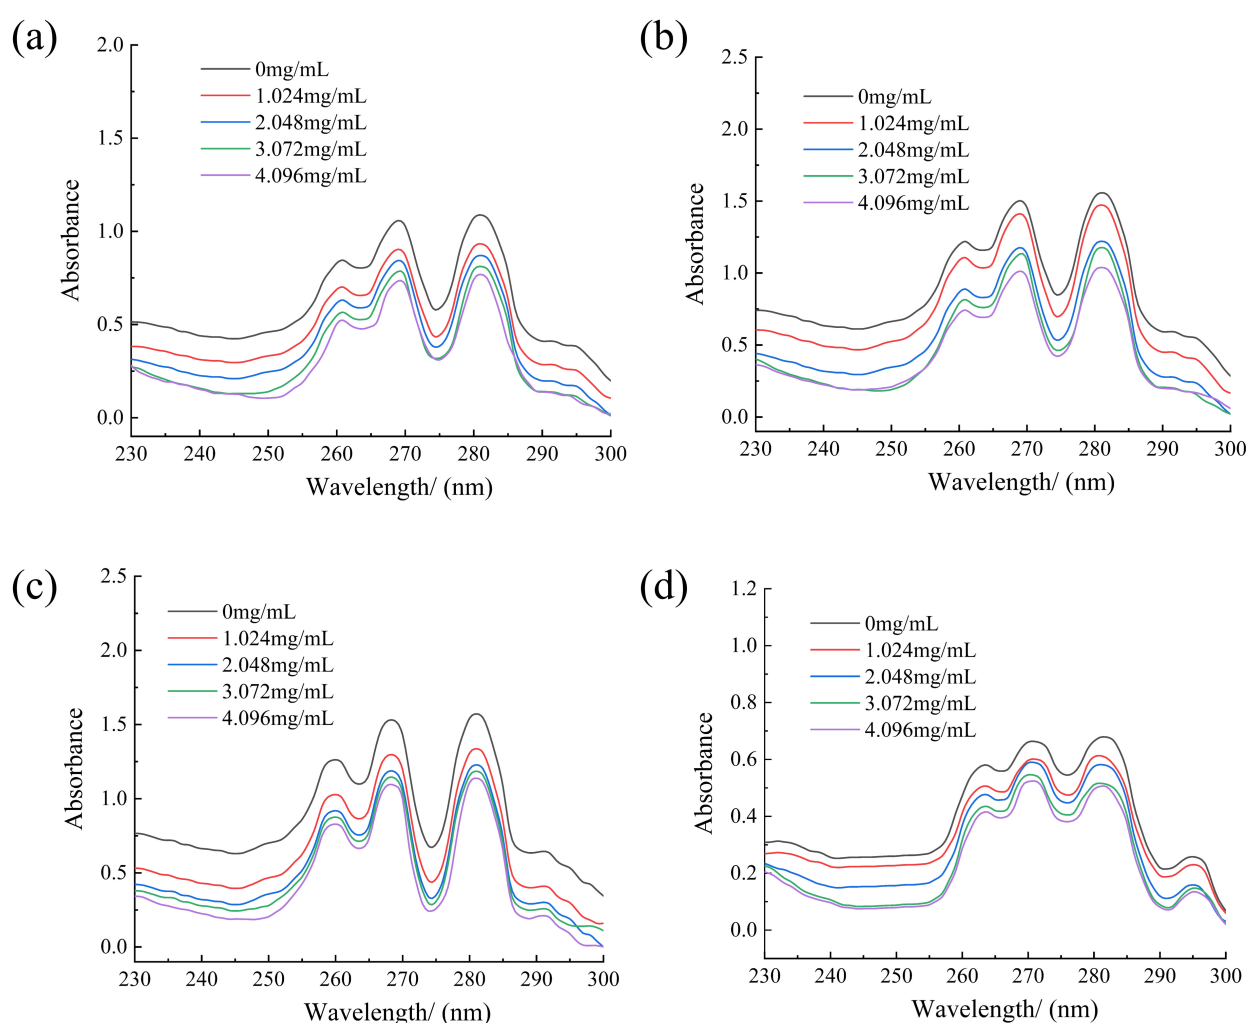 (a)
2.0
1.5
1.0
0.5
0.0
Absorbance
0mg/mL
1.024mg/mL
2.048mg/mL
3.072mg/mL
4.096mg/mL
230 240 250 260 270 280 290 300
Wavelength/ (nm)
(b)
2.5
2.0
1.5
1.0
0.5
0.0
Absorbance
0mg/mL
1.024mg/mL
2.048mg/mL
3.072mg/mL
4.096mg/mL
230 240 250 260 270 280 290 300
Wavelength/ (nm)
(c)
2.5
2.0
1.5
1.0
0.5
0.0
Absorbance
0mg/mL
1.024mg/mL
2.048mg/mL
3.072mg/mL
4.096mg/mL
230 240 250 260 270 280 290 300
Wavelength/ (nm)
(d)
1.2
1.0
0.8
0.6
0.4
0.2
0.0
Absorbance
0mg/mL
1.024mg/mL
2.048mg/mL
3.072mg/mL
4.096mg/mL
230 240 250 260 270 280 290 300
Wavelength/ (nm)